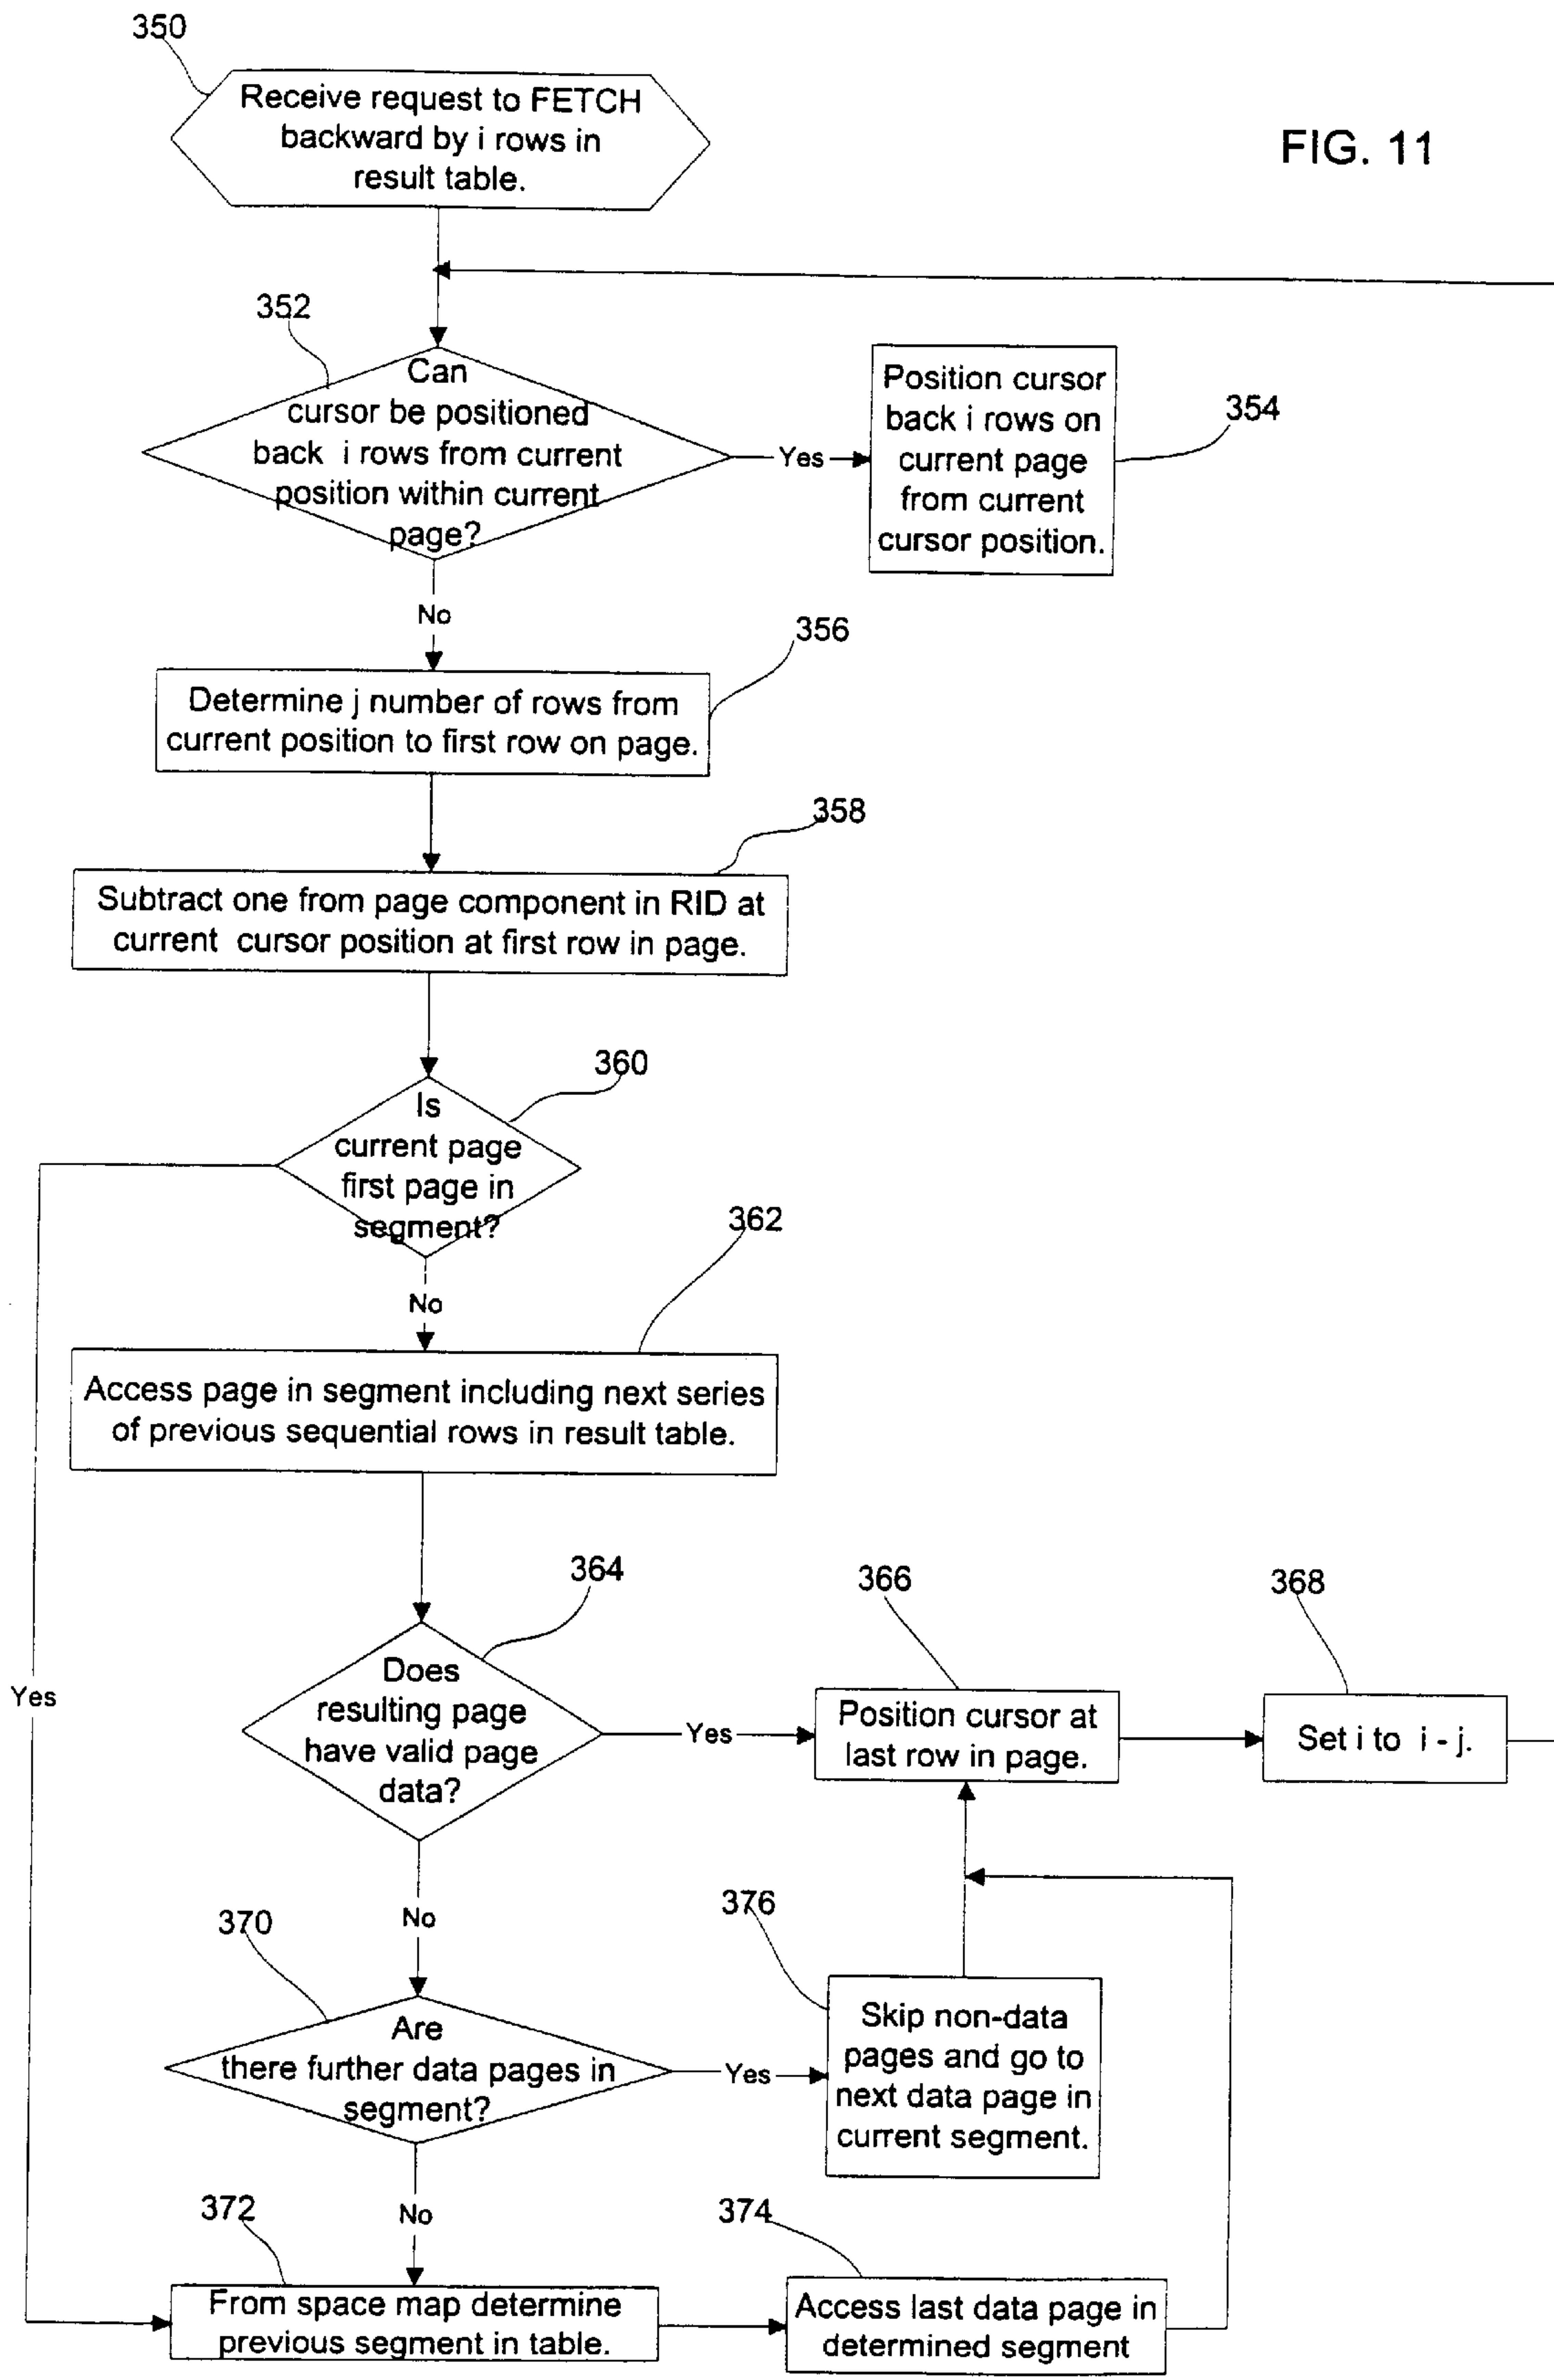 350
Receive request to FETCH
backward by i rows in
result table.
FIG. 11
352
Can
cursor be positioned
back i rows from current
position within current
page?
Yes
Position cursor
back i rows on
current page
from current
cursor position.
354
No
356
Determine j number of rows from
current position to first row on page.
358
Subtract one from page component in RID at
current cursor position at first row in page.
360
Is
current page
first page in
segment?
362
No
Access page in segment including next series
of previous sequential rows in result table.
364
366
368
Does
resulting page
have valid page
data?
Yes
Yes
Position cursor at
last row in page.
Set i to i - j.
No
370
376
Are
there further data pages in
segment?
Yes
Skip non-data
pages and go to
next data page in
current segment.
No
372
374
From space map determine
previous segment in table.
Access last data page in
determined segment